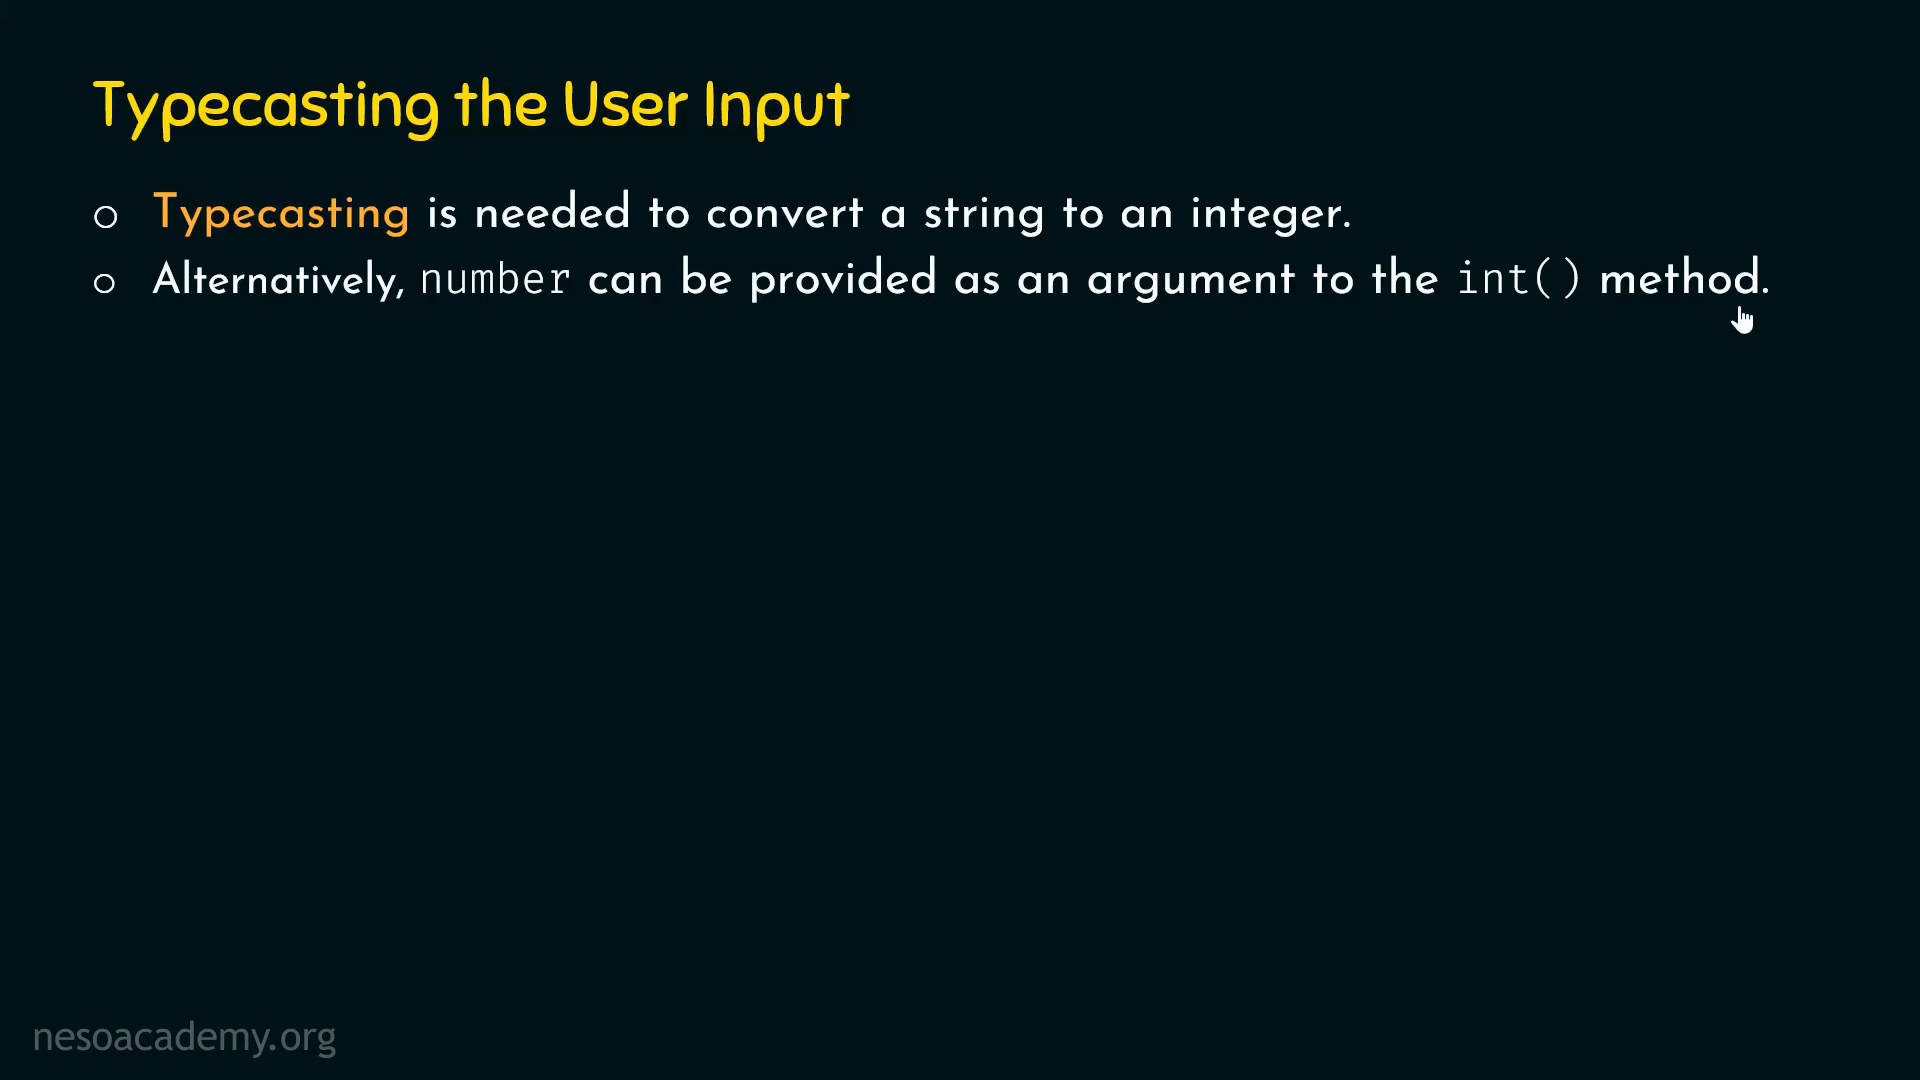 Typecasting the User Input
○ Typecasting is needed to convert a string to an integer.
○ Alternatively, number can be provided as an argument to the int() method.
nesoacademy.org